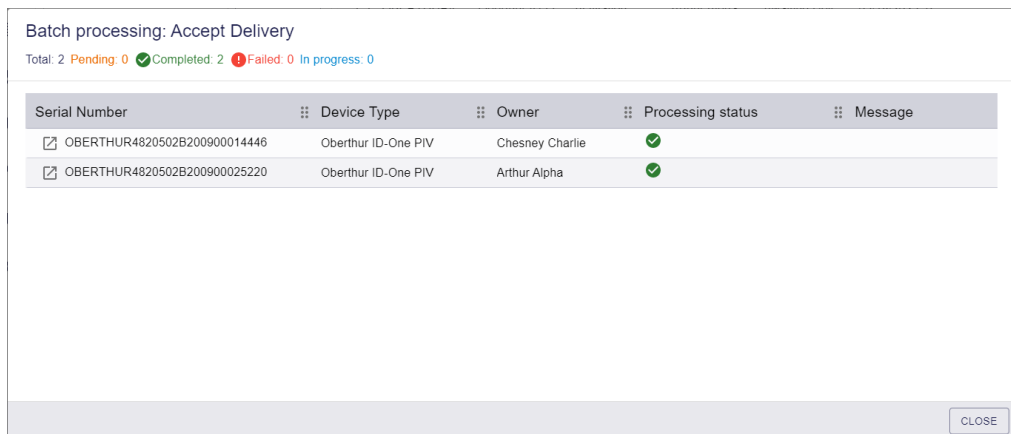 Batch processing: Accept Delivery
Total: 2 Pending: 0 Completed: 2 Failed: 0 In progress: 0
Serial Number Device Type Owner Processing status Message
OBERTHUR4820502B200900014446 Oberthur ID-One PIV Chesney Charlie
OBERTHUR4820502B200900025220 Oberthur ID-One PIV Arthur Alpha
CLOSE